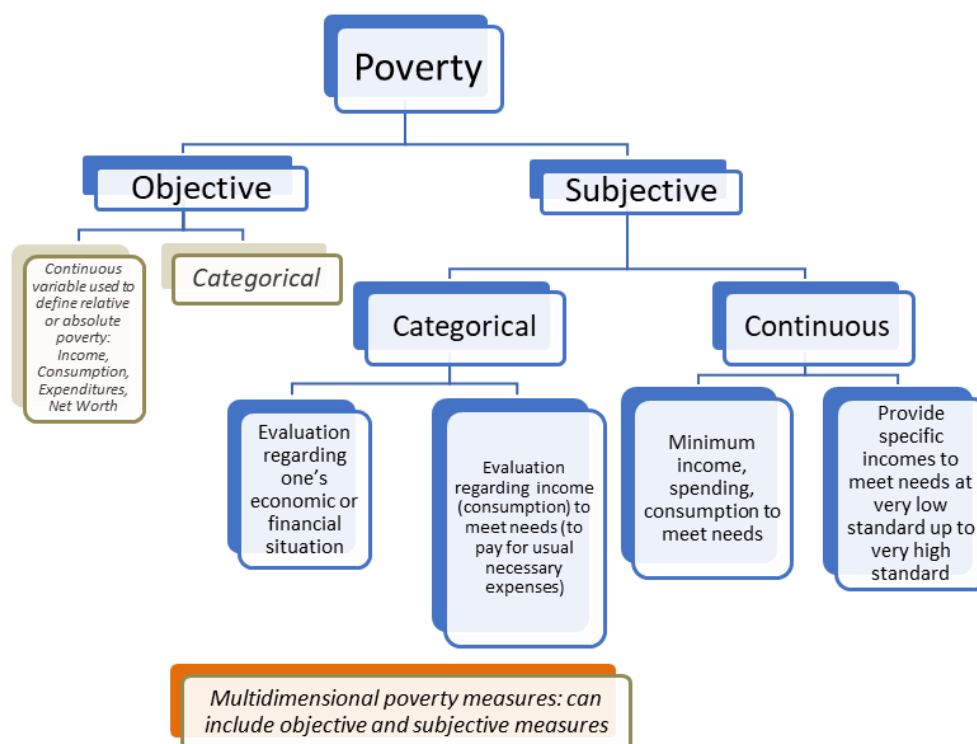 Poverty
Objective
Subjective
Continuous
variable used to
define relative
or absolute
poverty:
Income,
Consumption,
Expenditures,
Net Worth
Categorical
Categorical
Continuous
Evaluation
regarding
one's
economic or
financial
situation
Evaluation
regarding income
(consumption) to
meet needs (to
pay for usual
necessary
expenses)
Minimum
income,
spending,
consumption to
meet needs
Provide
specific
incomes to
meet needs at
very low
standard up to
very high
standard
Multidimensional poverty measures: can
include objective and subjective measures